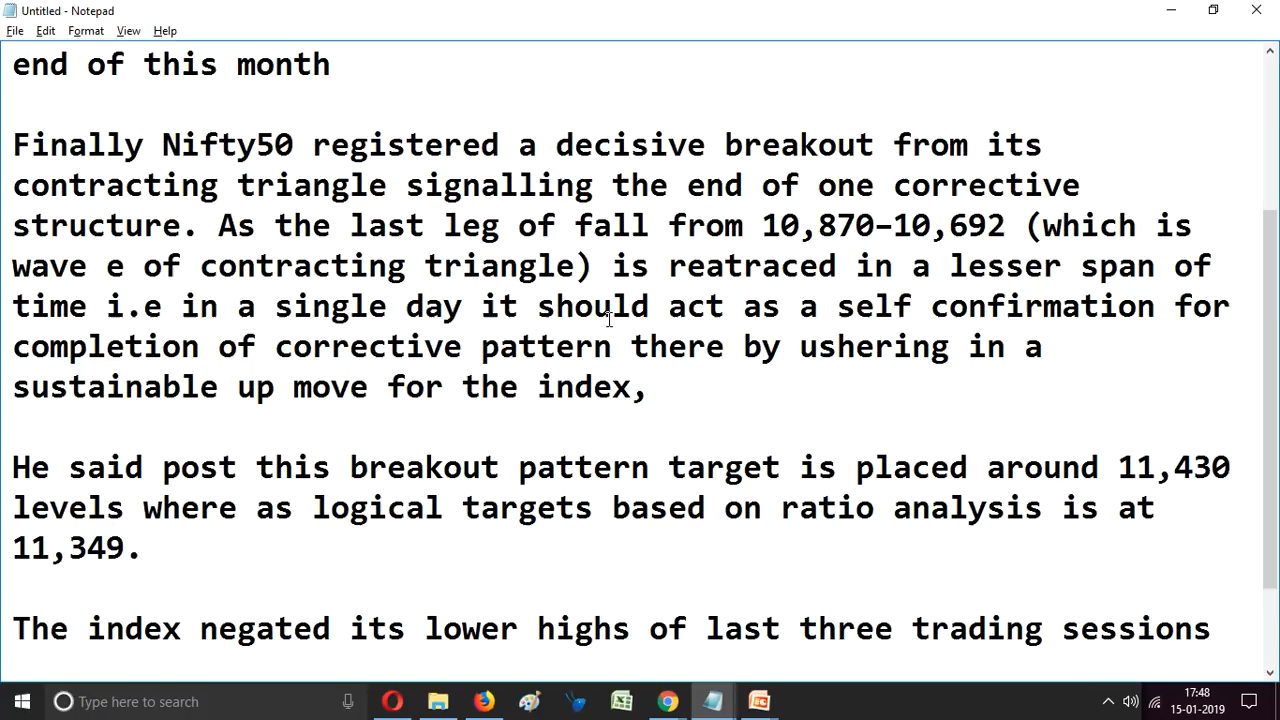 Untitled - Notepad
File Edit Format View Help
end of this month
Finally Nifty50 registered a decisive breakout from its
contracting triangle signalling the end of one corrective
structure. As the last leg of fall from 10,870–10,692 (which is
wave e of contracting triangle) is reatraced in a lesser span of
time i.e in a single day it should act as a self confirmation for
completion of corrective pattern there by ushering in a
sustainable up move for the index,
He said post this breakout pattern target is placed around 11,430
levels where as logical targets based on ratio analysis is at
11,349.
The index negated its lower highs of last three trading sessions
Type here to search
17:48
15-01-2019